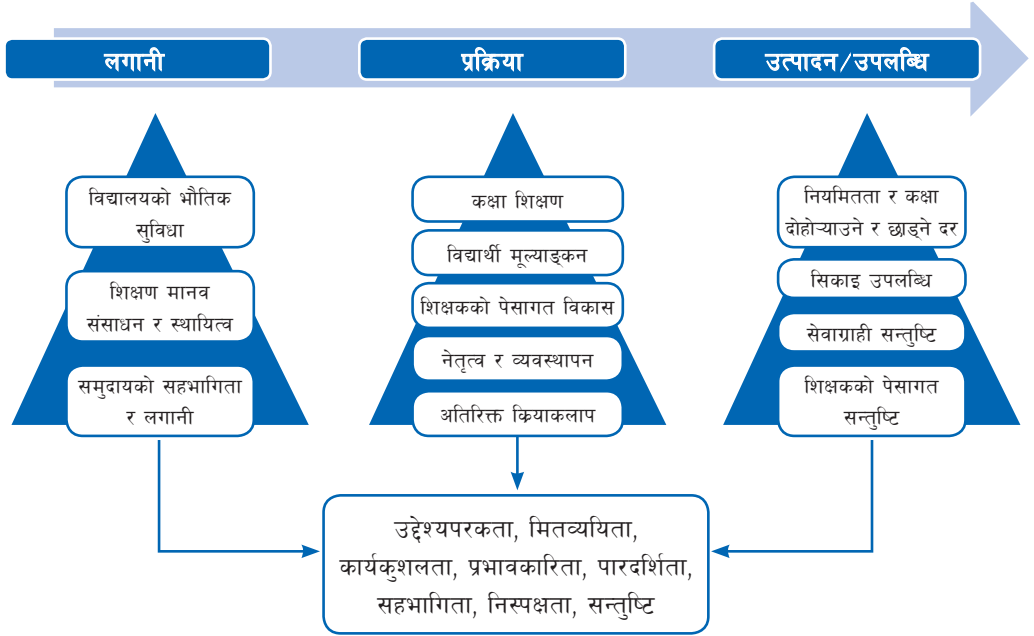 लगानी
प्रक्रिया
उत्पादन/उपलब्धि
विद्यालयको भौतिक
सुविधा
शिक्षण मानव
संसाधन र स्थायित्व
समुदायको सहभागिता
र लगानी
कक्षा शिक्षण
विद्यार्थी मूल्याङ्कन
शिक्षकको पेसागत विकास
नेतृत्व र व्यवस्थापन
अतिरिक्त क्रियाकलाप
नियमितता र कक्षा
दोहोर्‍याउने र छाड्ने दर
सिकाइ उपलब्धि
सेवाग्राही सन्तुष्टि
शिक्षकको पेसागत
सन्तुष्टि
उद्देश्यपरकता, मितव्ययिता,
कार्यकुशलता, प्रभावकारिता, पारदर्शिता,
सहभागिता, निस्पक्षता, सन्तुष्टि